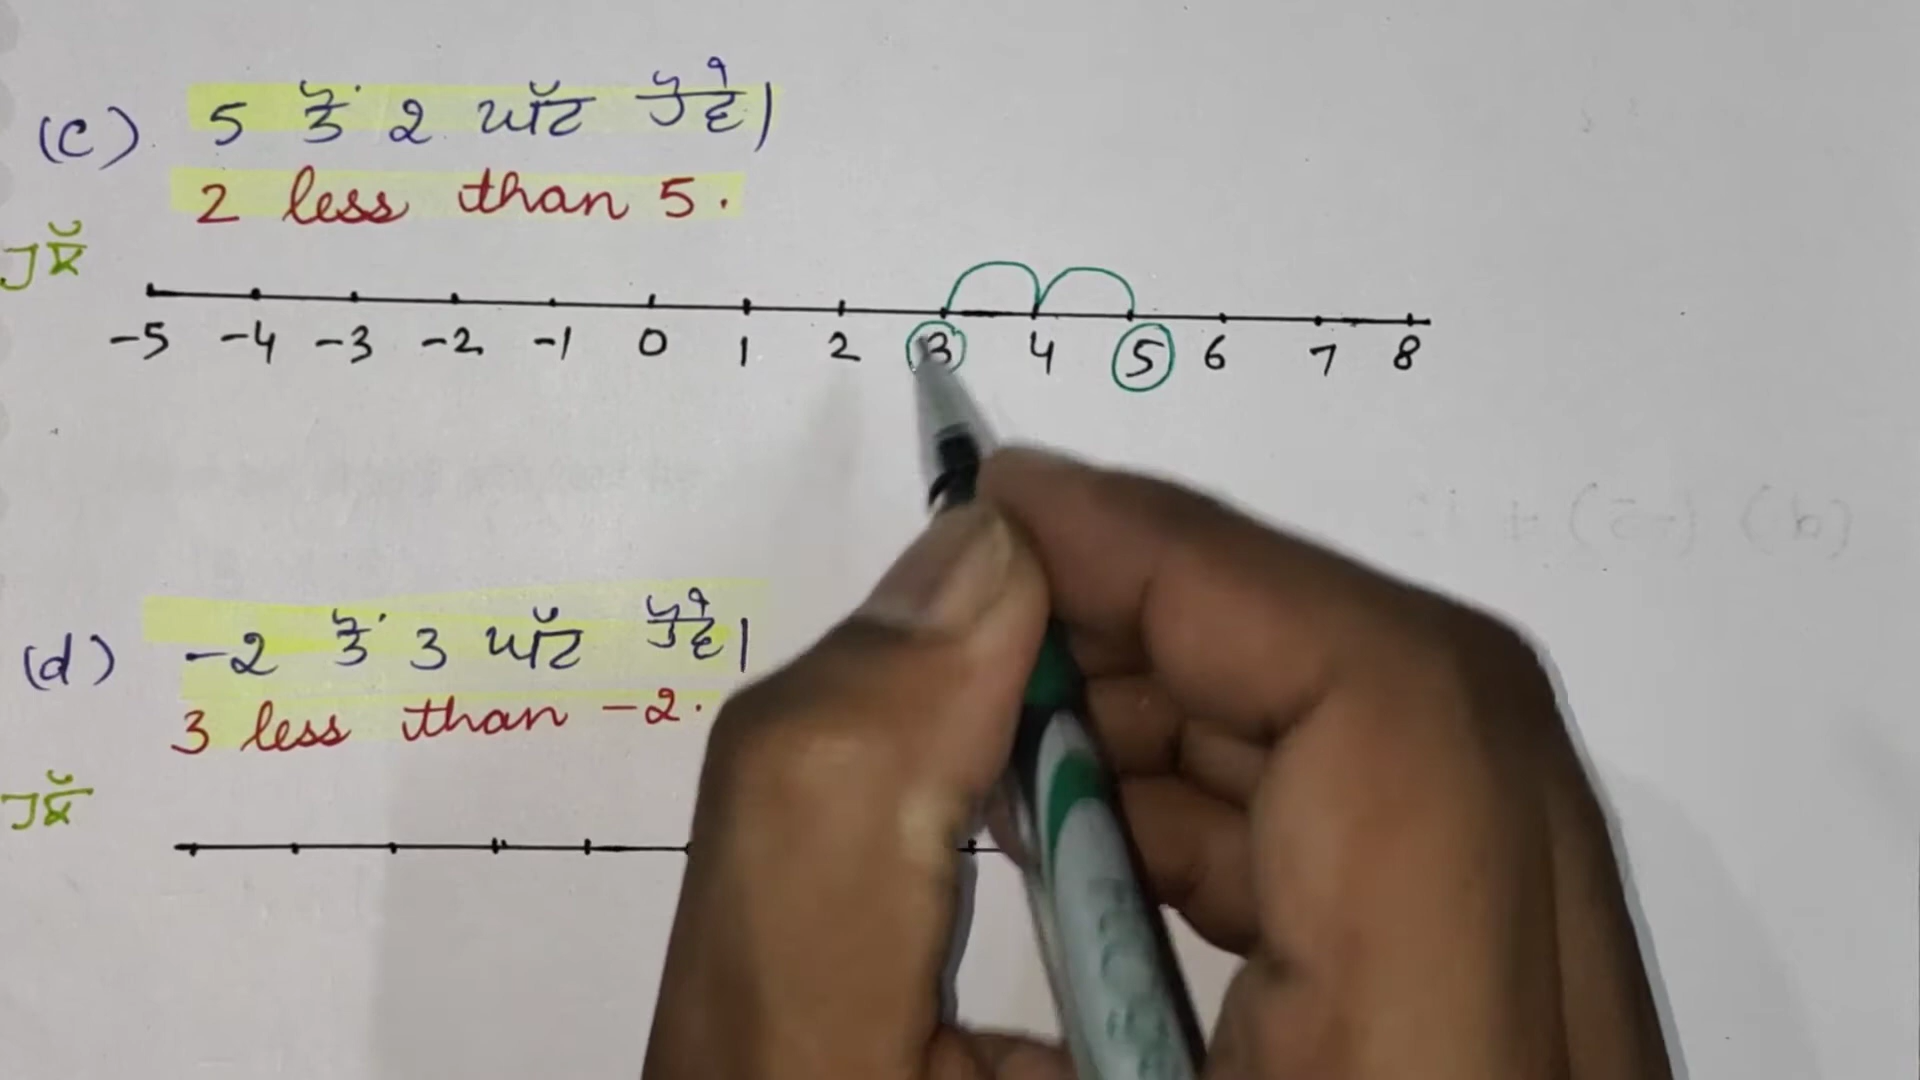 (c) 5 ਤੋਂ 2 ਘੱਟ ਹੋਵੇ।
2 less than 5.
ਹੱਲ
-5 -4 -3 -2 -1 0 1 2 3 4 5 6 7 8
(d) -2 ਤੋਂ 3 ਘੱਟ ਹੋਵੇ।
3 less than -2.
ਹੱਲ